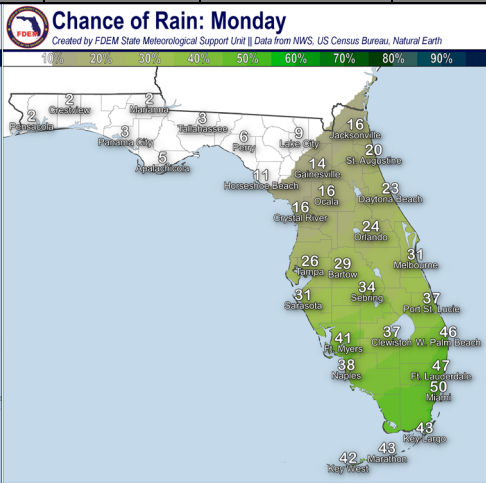 FDEM
Chance of Rain: Monday
Created by FDEM State Meteorological Support Unit || Data from NWS, US Census Bureau, Natural Earth
10% 20% 30% 40% 50% 60% 70% 80% 90%
2
Pensacola
2
Crestview
2
Marianna
3
Panama City
3
Tallahassee
5
Apalachicola
6
Perry
9
Lake City
11
Horseshoe Beach
16
Jacksonville
20
St. Augustine
14
Gainesville
16
Ocala
23
Daytona Beach
16
Crystal River
24
Orlando
31
Melbourne
26
Tampa
29
Bartow
31
Sarasota
34
Sebring
37
Port St. Lucie
41
Ft. Myers
37
Clewiston
46
W. Palm Beach
38
Naples
47
Ft. Lauderdale
50
Miami
43
Key Largo
43
Marathon
42
Key West